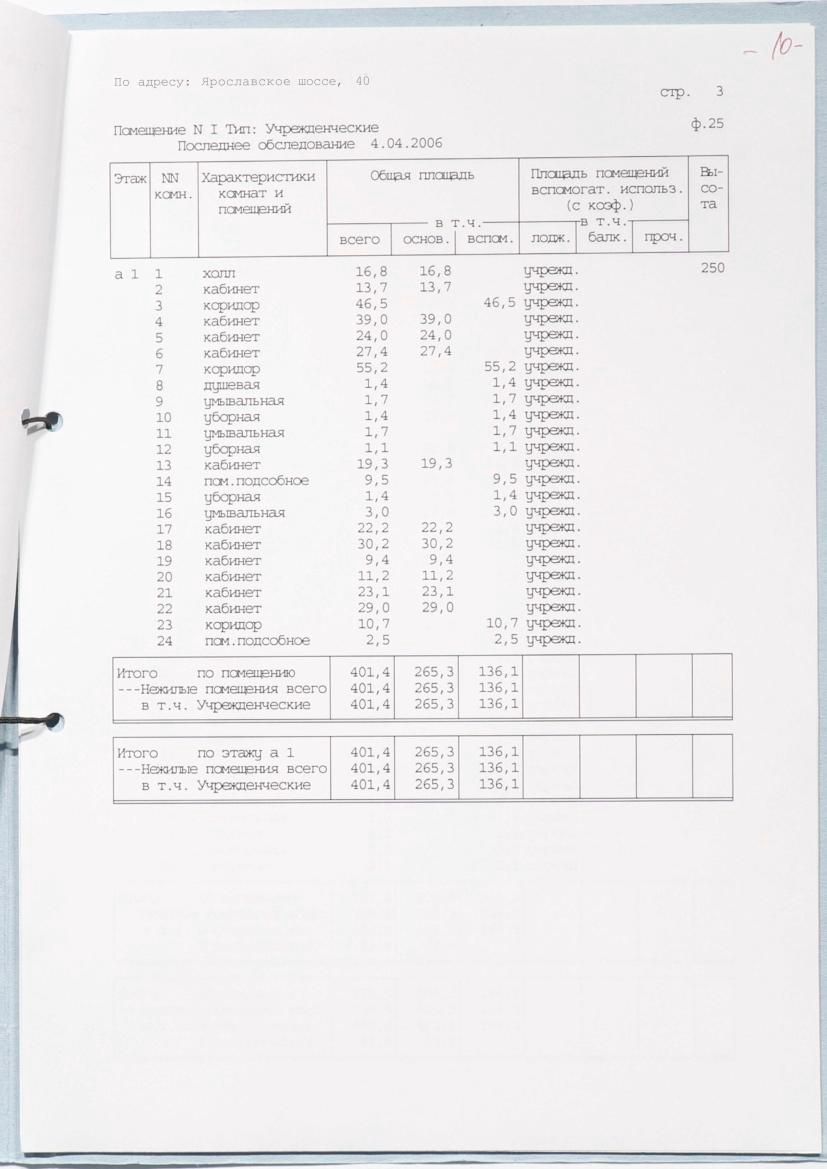 - 10-
По адресу: Ярославское шоссе, 40
стр. 3
Помещение N I Тип: Учрежденческие ф.25
Последнее обследование 4.04.2006
Этаж NN Характеристики Общая площадь Площадь помещений Вы-
комн. комнат и вспомогат. использ. со-
помещений (с коэф.) та
в т.ч. в т.ч.
всего основ. вспом. лодж. балк. проч.
а 1 1 холл 16,8 16,8 учрежд. 250
2 кабинет 13,7 13,7 учрежд.
3 коридор 46,5 46,5 учрежд.
4 кабинет 39,0 39,0 учрежд.
5 кабинет 24,0 24,0 учрежд.
6 кабинет 27,4 27,4 учрежд.
7 коридор 55,2 55,2 учрежд.
8 душевая 1,4 1,4 учрежд.
9 умывальная 1,7 1,7 учрежд.
10 уборная 1,4 1,4 учрежд.
11 умывальная 1,7 1,7 учрежд.
12 уборная 1,1 1,1 учрежд.
13 кабинет 19,3 19,3 учрежд.
14 пом.подсобное 9,5 9,5 учрежд.
15 уборная 1,4 1,4 учрежд.
16 умывальная 3,0 3,0 учрежд.
17 кабинет 22,2 22,2 учрежд.
18 кабинет 30,2 30,2 учрежд.
19 кабинет 9,4 9,4 учрежд.
20 кабинет 11,2 11,2 учрежд.
21 кабинет 23,1 23,1 учрежд.
22 кабинет 29,0 29,0 учрежд.
23 коридор 10,7 10,7 учрежд.
24 пом.подсобное 2,5 2,5 учрежд.
Итого по помещению 401,4 265,3 136,1
---Нежилые помещения всего 401,4 265,3 136,1
в т.ч. Учрежденческие 401,4 265,3 136,1
Итого по этажу а 1 401,4 265,3 136,1
---Нежилые помещения всего 401,4 265,3 136,1
в т.ч. Учрежденческие 401,4 265,3 136,1